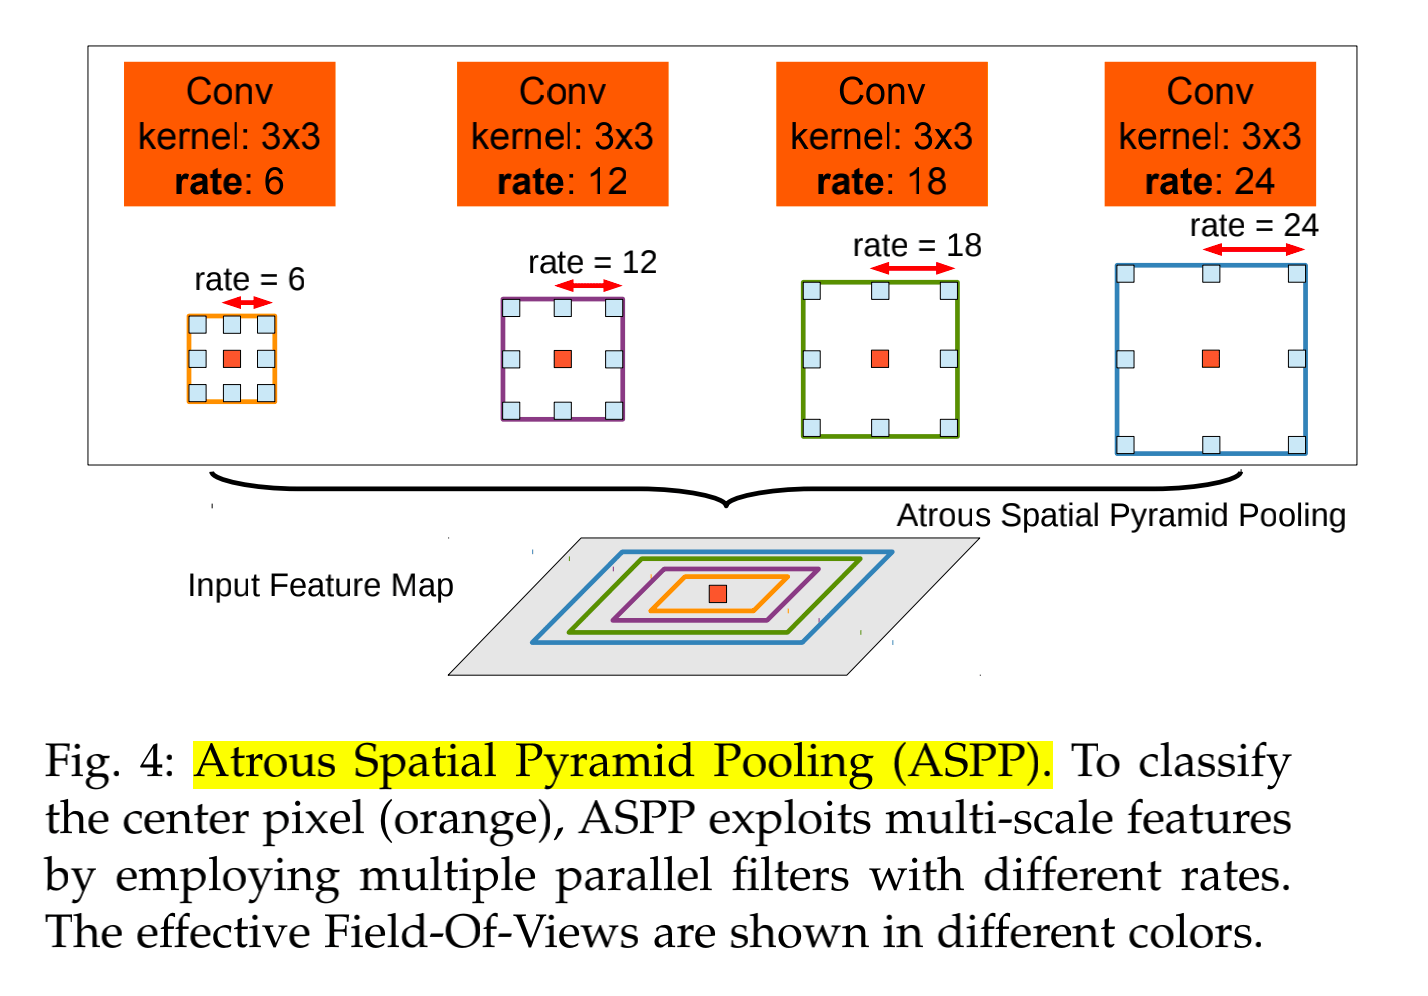 Conv
kernel: 3x3
rate: 6
Conv
kernel: 3x3
rate: 12
Conv
kernel: 3x3
rate: 18
Conv
kernel: 3x3
rate: 24
rate = 6
rate = 12
rate = 18
rate = 24
Atrous Spatial Pyramid Pooling
Input Feature Map
Fig. 4: Atrous Spatial Pyramid Pooling (ASPP). To classify
the center pixel (orange), ASPP exploits multi-scale features
by employing multiple parallel filters with different rates.
The effective Field-Of-Views are shown in different colors.